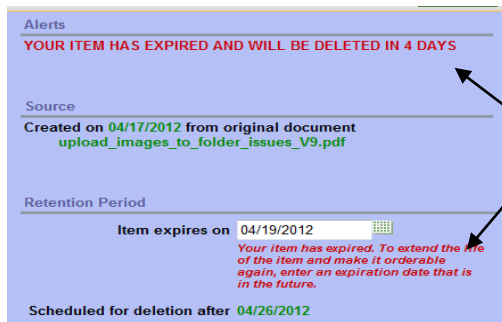 Alerts
YOUR ITEM HAS EXPIRED AND WILL BE DELETED IN 4 DAYS
Source
Created on 04/17/2012 from original document
upload_images_to_folder_issues_V9.pdf
Retention Period
Item expires on 04/19/2012
Your item has expired. To extend the life
of the item and make it orderable
again, enter an expiration date that is
in the future.
Scheduled for deletion after 04/26/2012